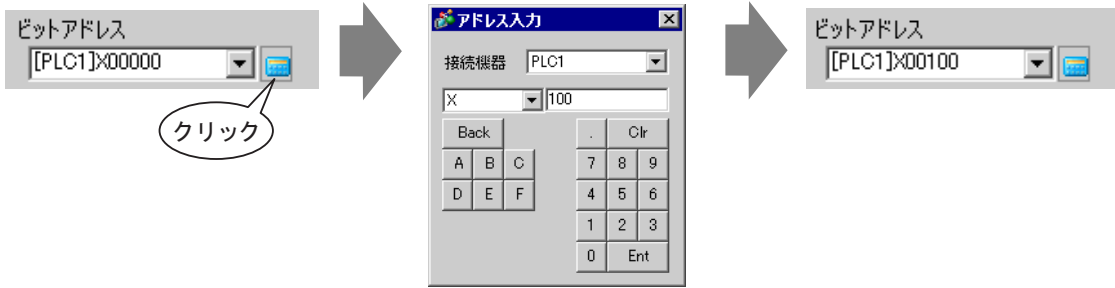 ビットアドレス
[PLC1]X00000
クリック
アドレス入力
接続機器 PLC1
X 100
Back . Clr
A B C 7 8 9
D E F 4 5 6
1 2 3
0 Ent
ビットアドレス
[PLC1]X00100